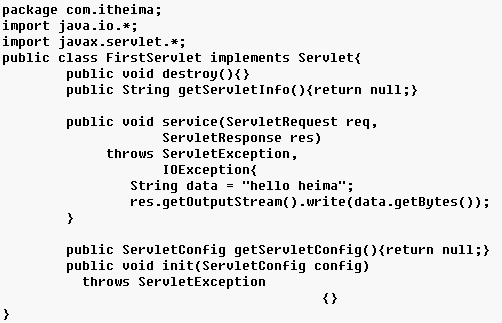 package com.itheima;
import java.io.*;
import javax.servlet.*;
public class FirstServlet implements Servlet{
        public void destroy(){}
        public String getServletInfo(){return null;}

        public void service(ServletRequest req,
                    ServletResponse res)
             throws ServletException,
                    IOException{
                String data = "hello heima";
                res.getOutputStream().write(data.getBytes());
        }

        public ServletConfig getServletConfig(){return null;}
        public void init(ServletConfig config)
          throws ServletException
                                        {}
}